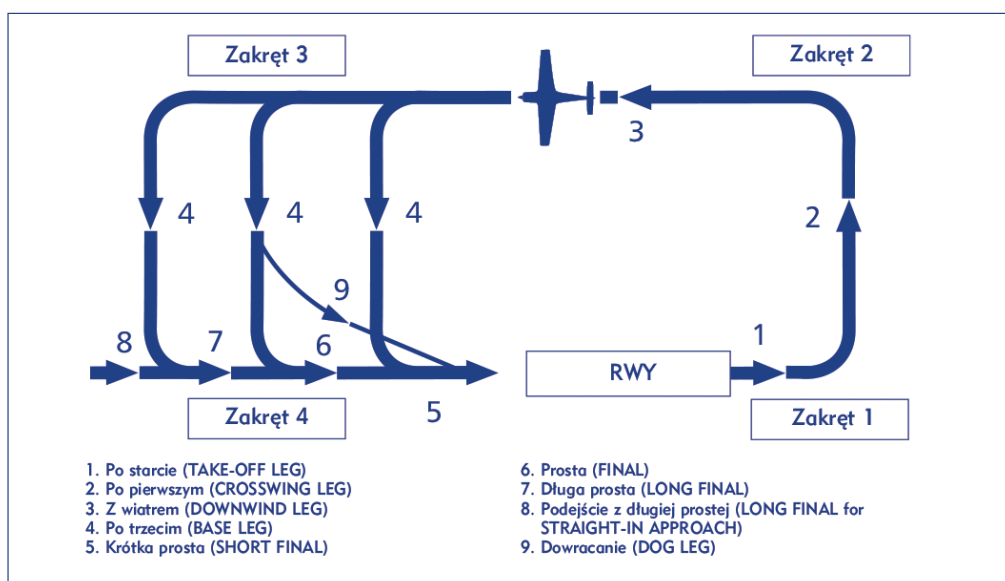 Zakręt 3
Zakręt 2
3
4
4
4
2
9
8
7
6
1
RWY
5
Zakręt 4
Zakręt 1
1. Po starcie (TAKE-OFF LEG)
2. Po pierwszym (CROSSWING LEG)
3. Z wiatrem (DOWNWIND LEG)
4. Po trzecim (BASE LEG)
5. Krótka prosta (SHORT FINAL)
6. Prosta (FINAL)
7. Długa prosta (LONG FINAL)
8. Podejście z długiej prostej (LONG FINAL for
STRAIGHT-IN APPROACH)
9. Dowracanie (DOG LEG)